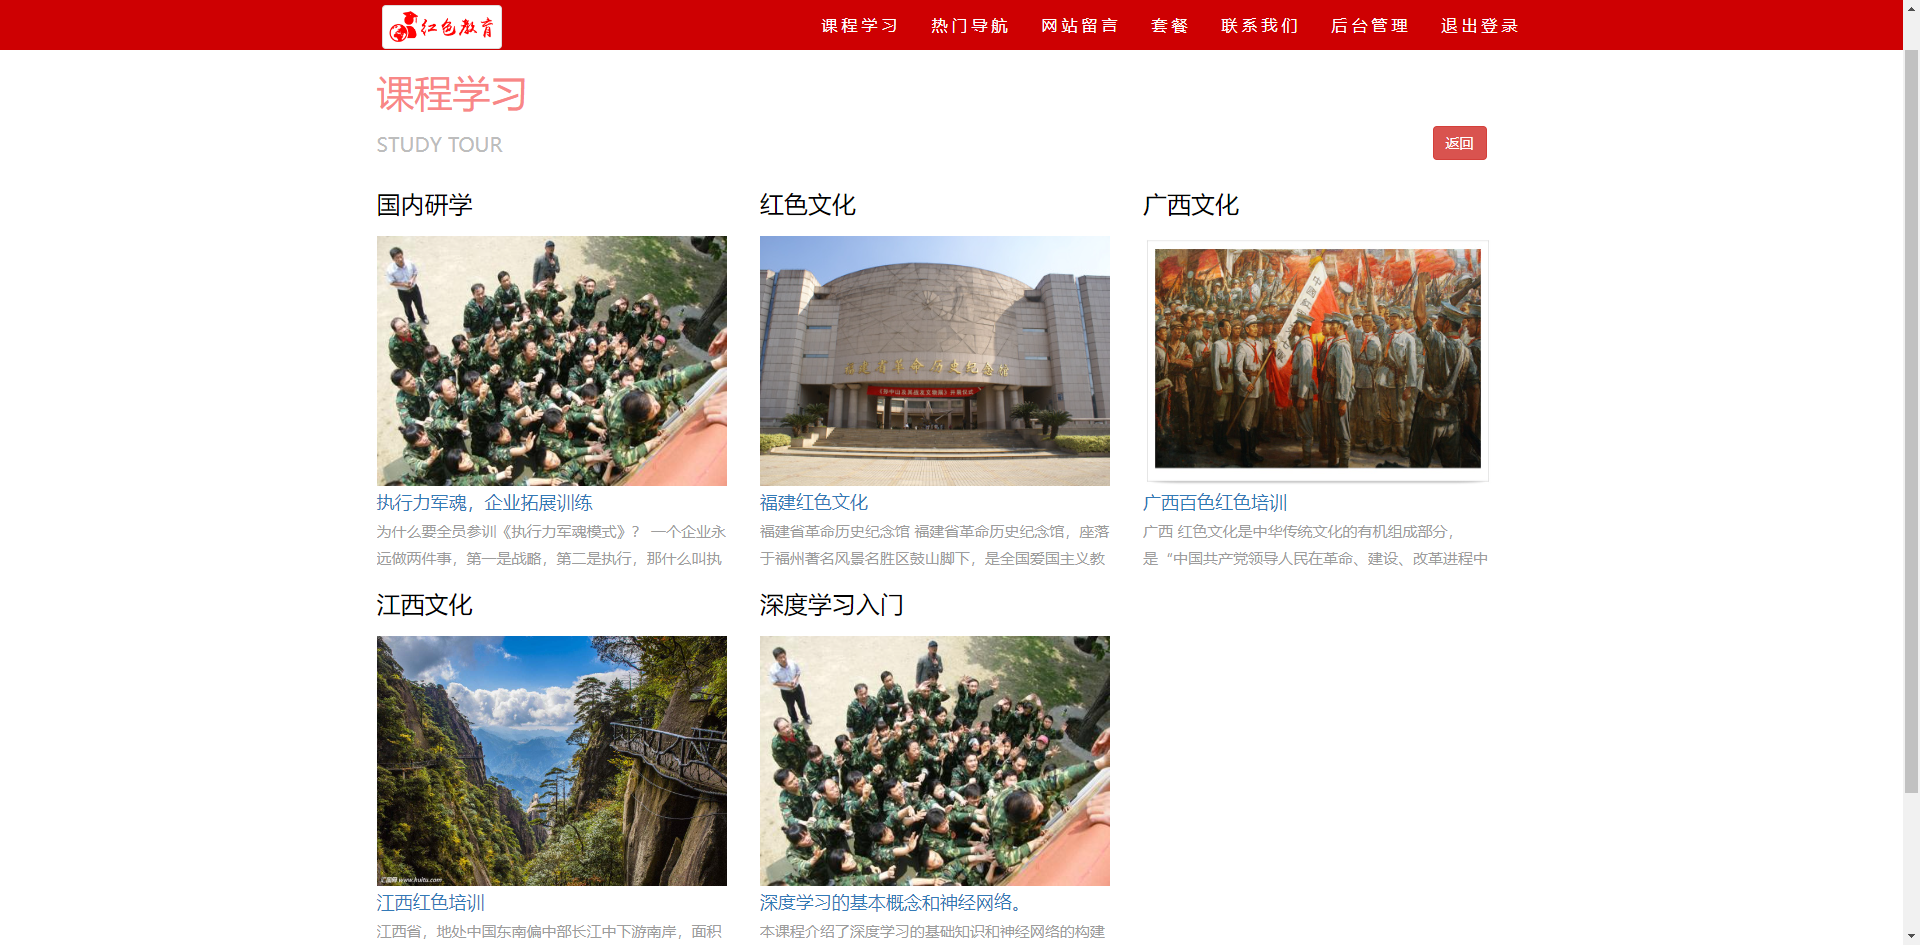 红色教育
课程学习 热门导航 网站留言 套餐 联系我们 后台管理 退出登录
课程学习
STUDY TOUR
返回
国内研学
红色文化
广西文化
福建省革命历史纪念馆
执行力军魂，企业拓展训练
为什么要全员参训《执行力军魂模式》？ 一个企业永
远做两件事，第一是战略，第二是执行，那什么叫执
福建红色文化
福建省革命历史纪念馆 福建省革命历史纪念馆，座落
于福州著名风景名胜区鼓山脚下，是全国爱国主义教
广西百色红色培训
广西 红色文化是中华传统文化的有机组成部分，
是“中国共产党领导人民在革命、建设、改革进程中
江西文化
深度学习入门
汇图网 www.huitu.com
江西红色培训
江西省，地处中国东南偏中部长江中下游南岸，面积
深度学习的基本概念和神经网络。
本课程介绍了深度学习的基础知识和神经网络的构建